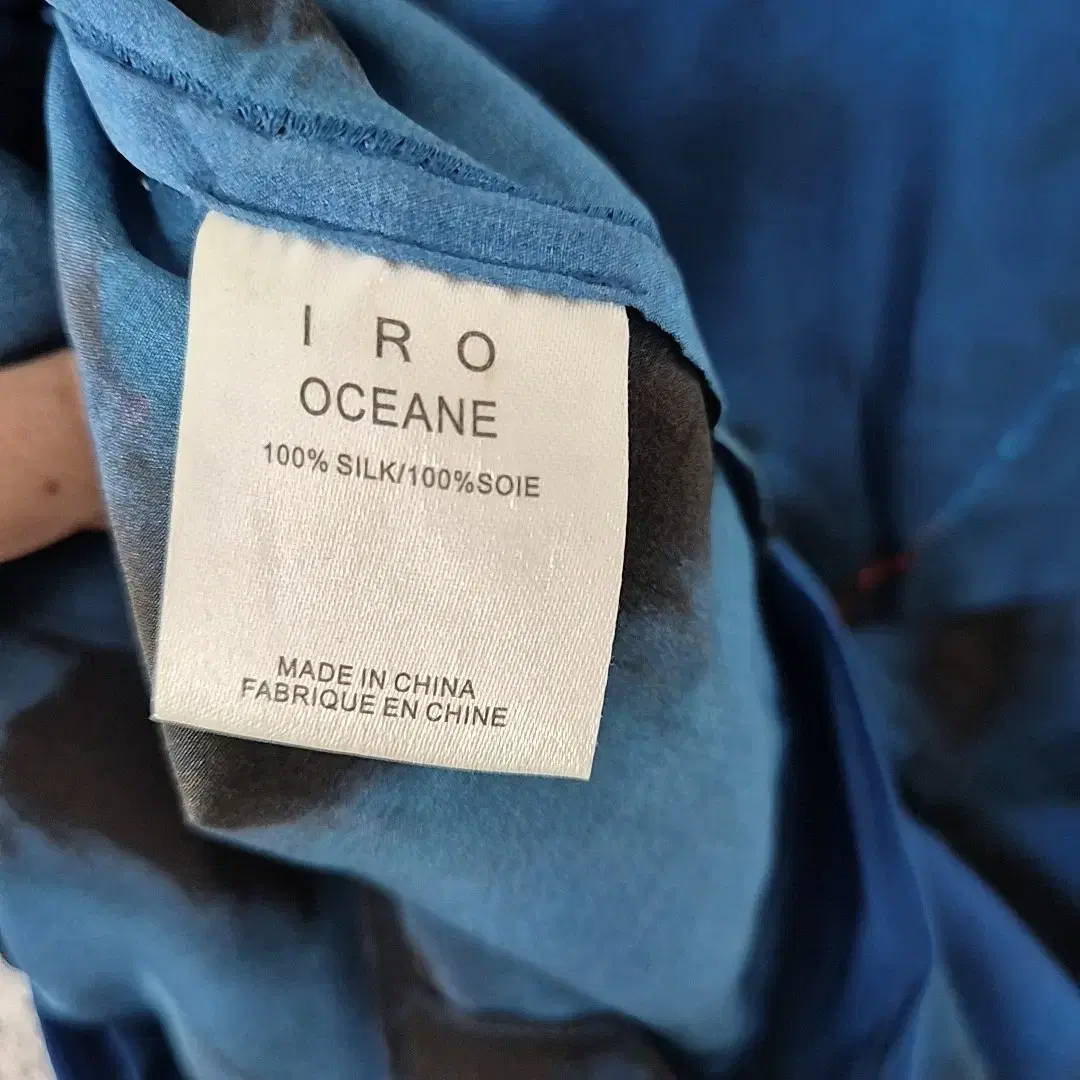 I R O
OCEANE
100% SILK/100%SOIE
MADE IN CHINA
FABRIQUE EN CHINE